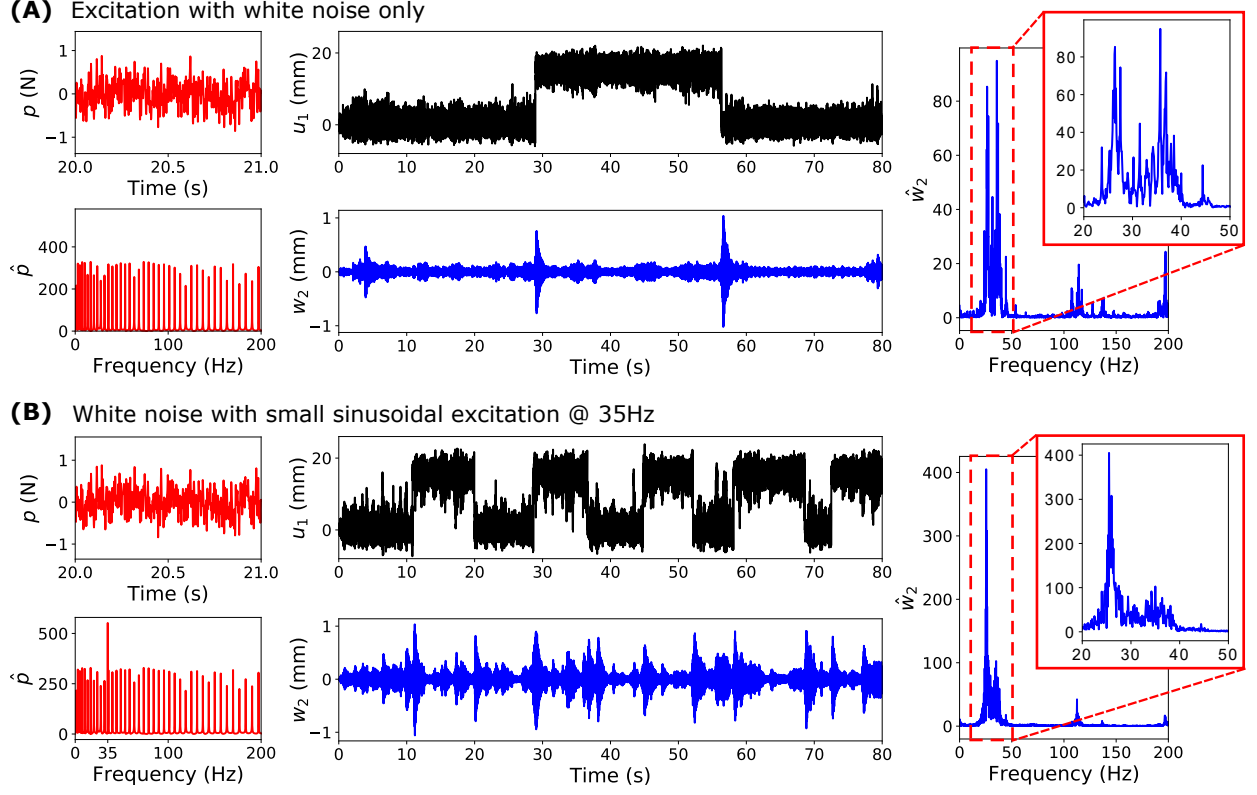 (A) Excitation with white noise only
1
0
−1
p (N)
20.0 20.5 21.0
Time (s)
20
0
u₁ (mm)
0 10 20 30 40 50 60 70 80
400
200
0
p̂
0 100 200
Frequency (Hz)
1
0
−1
w₂ (mm)
0 10 20 30 40 50 60 70 80
Time (s)
80
60
40
20
0
ŵ₂
0 50 100 150 200
Frequency (Hz)
80
60
40
20
0
20 30 40 50
(B) White noise with small sinusoidal excitation @ 35Hz
1
0
−1
p (N)
20.0 20.5 21.0
Time (s)
20
0
u₁ (mm)
0 10 20 30 40 50 60 70 80
500
250
0
p̂
35 100 200
Frequency (Hz)
1
0
−1
w₂ (mm)
0 10 20 30 40 50 60 70 80
Time (s)
400
300
200
100
0
ŵ₂
0 50 100 150 200
Frequency (Hz)
400
300
200
100
0
20 30 40 50